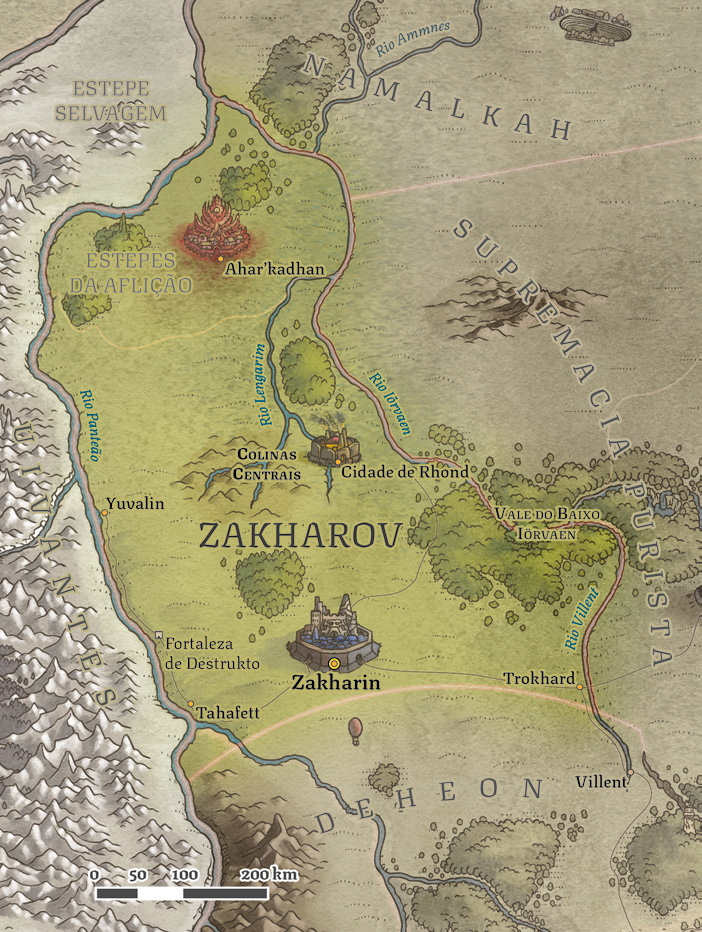 Rio Ammnes
NAMALKAH
ESTEPE
SELVAGEM
SUPREMACIA PURISTA
ESTEPES
DA AFLIÇÃO
Ahar'kadhan
Rio Lengarim
Rio Iörvaen
Rio Panteão
COLINAS
CENTRAIS
Cidade de Rhond
UIVANTES
Yuvalin
ZAKHAROV
VALE DO BAIXO
IÖRVAEN
Rio Villent
Fortaleza
de Destrukto
Zakharin
Trokhard
Tahafett
Villent
DEHEON
0 50 100 200 km